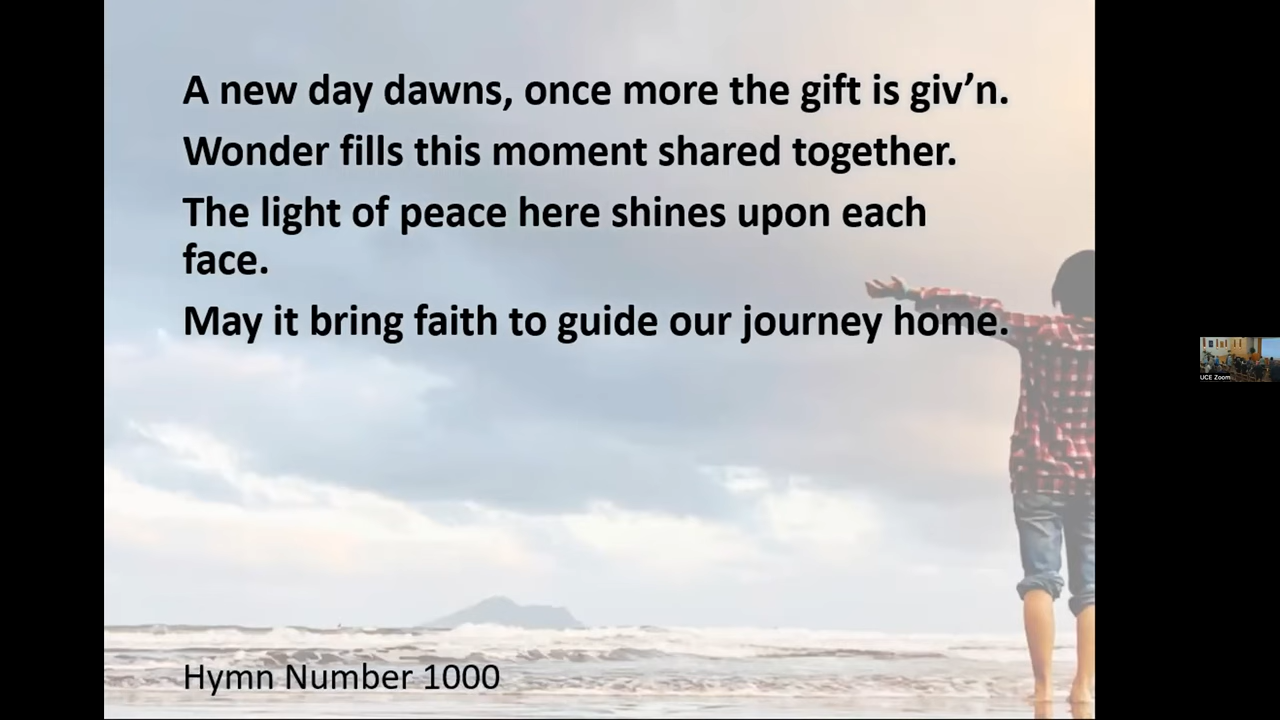 A new day dawns, once more the gift is giv’n.
Wonder fills this moment shared together.
The light of peace here shines upon each
face.
May it bring faith to guide our journey home.
UCE Zoom
Hymn Number 1000